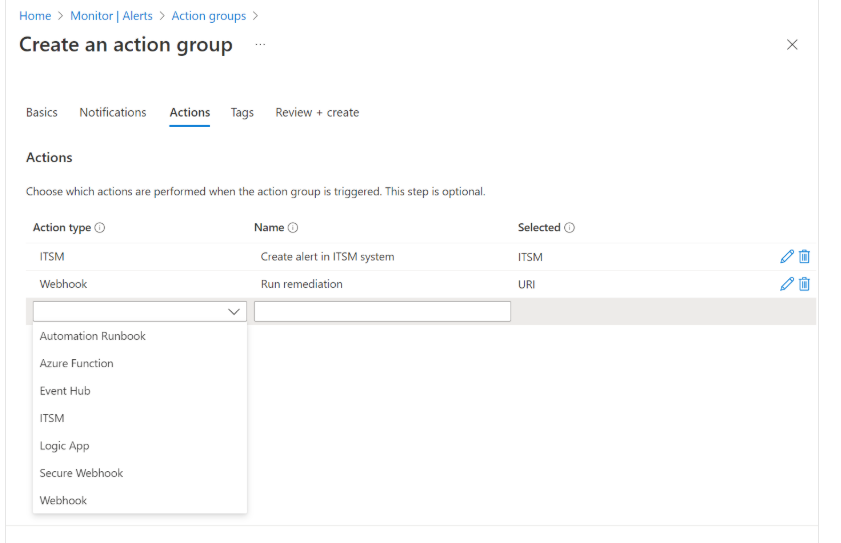 Home > Monitor | Alerts > Action groups >
Create an action group ...
Basics Notifications Actions Tags Review + create
Actions
Choose which actions are performed when the action group is triggered. This step is optional.
Action type Name Selected
ITSM Create alert in ITSM system ITSM
Webhook Run remediation URI
Automation Runbook
Azure Function
Event Hub
ITSM
Logic App
Secure Webhook
Webhook